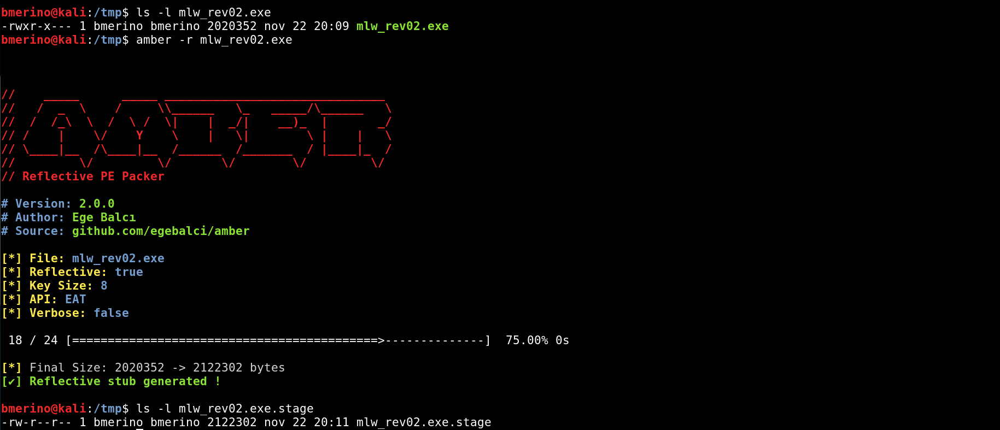 bmerino@kali:/tmp$ ls -l mlw_rev02.exe
-rwxr-x--- 1 bmerino bmerino 2020352 nov 22 20:09 mlw_rev02.exe
bmerino@kali:/tmp$ amber -r mlw_rev02.exe
//    _____      _____ _______________________________
//   /  _  \    /     \\______   \_   _____/\______   \
//  /  /_\  \  /  \ /  \|    |  _/|    __)_  |       _/
// /    |    \/    Y    \    |   \|        \ |    |   \
// \____|__  /\____|__  /______  /_______  / |____|_  /
//         \/         \/       \/        \/         \/
// Reflective PE Packer
# Version: 2.0.0
# Author: Ege Balcı
# Source: github.com/egebalci/amber
[*] File: mlw_rev02.exe
[*] Reflective: true
[*] Key Size: 8
[*] API: EAT
[*] Verbose: false
18 / 24 [===========================================>--------------]  75.00% 0s
[*] Final Size: 2020352 -> 2122302 bytes
[✔] Reflective stub generated !
bmerino@kali:/tmp$ ls -l mlw_rev02.exe.stage
-rw-r--r-- 1 bmerino bmerino 2122302 nov 22 20:11 mlw_rev02.exe.stage